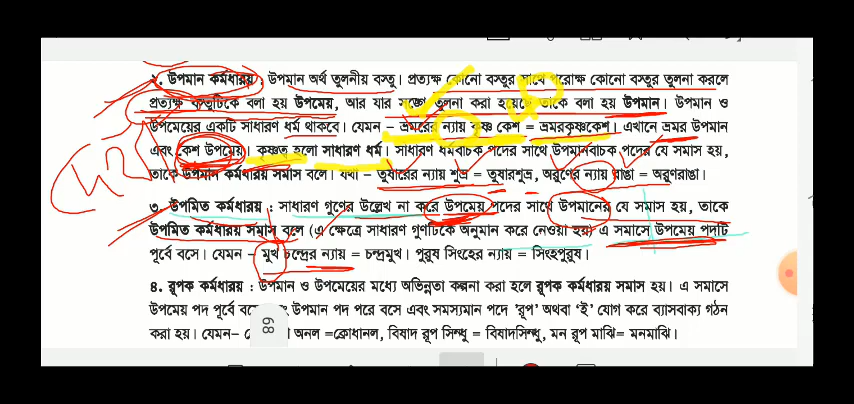 ২. উপমান কর্মধারয় : উপমান অর্থ তুলনীয় বস্তু। প্রত্যক্ষ কোনো বস্তুর সাথে পরোক্ষ কোনো বস্তুর তুলনা করলে
প্রত্যক্ষ বস্তুটিকে বলা হয় উপমেয়, আর যার সঙ্গে তুলনা করা হয়েছে তাকে বলা হয় উপমান। উপমান ও
উপমেয়ের একটি সাধারণ ধর্ম থাকবে। যেমন – ভ্রমরের ন্যায় কৃষ্ণ কেশ = ভ্রমরকৃষ্ণকেশ। এখানে ভ্রমর উপমান
এবং কেশ উপমেয়। কৃষ্ণত্ব হলো সাধারণ ধর্ম। সাধারণ ধর্মবাচক পদের সাথে উপমানবাচক পদের যে সমাস হয়,
তাকে উপমান কর্মধারয় সমাস বলে। যথা – তুষারের ন্যায় শুভ্র = তুষারশুভ্র, অরুণের ন্যায় রাঙা = অরুণরাঙা।
৩. উপমিত কর্মধারয় : সাধারণ গুণের উল্লেখ না করে উপমেয় পদের সাথে উপমানের যে সমাস হয়, তাকে
উপমিত কর্মধারয় সমাস বলে (এ ক্ষেত্রে সাধারণ গুণটিকে অনুমান করে নেওয়া হয়) এ সমাসে উপমেয় পদটি
পূর্বে বসে। যেমন – মুখ চন্দ্রের ন্যায় = চন্দ্রমুখ। পুরুষ সিংহের ন্যায় = সিংহপুরুষ।
৪. রূপক কর্মধারয় : উপমান ও উপমেয়ের মধ্যে অভিন্নতা কল্পনা করা হলে রূপক কর্মধারয় সমাস হয়। এ সমাসে
উপমেয় পদ পূর্বে বসে উপমান পদ পরে বসে এবং সমস্যমান পদে ‘রূপ’ অথবা ‘ই’ যোগ করে ব্যাসবাক্য গঠন
করা হয়। যেমন– অনল =ক্রোধানল, বিষাদ রূপ সিন্ধু = বিষাদসিন্ধু, মন রূপ মাঝি= মনমাঝি।
68